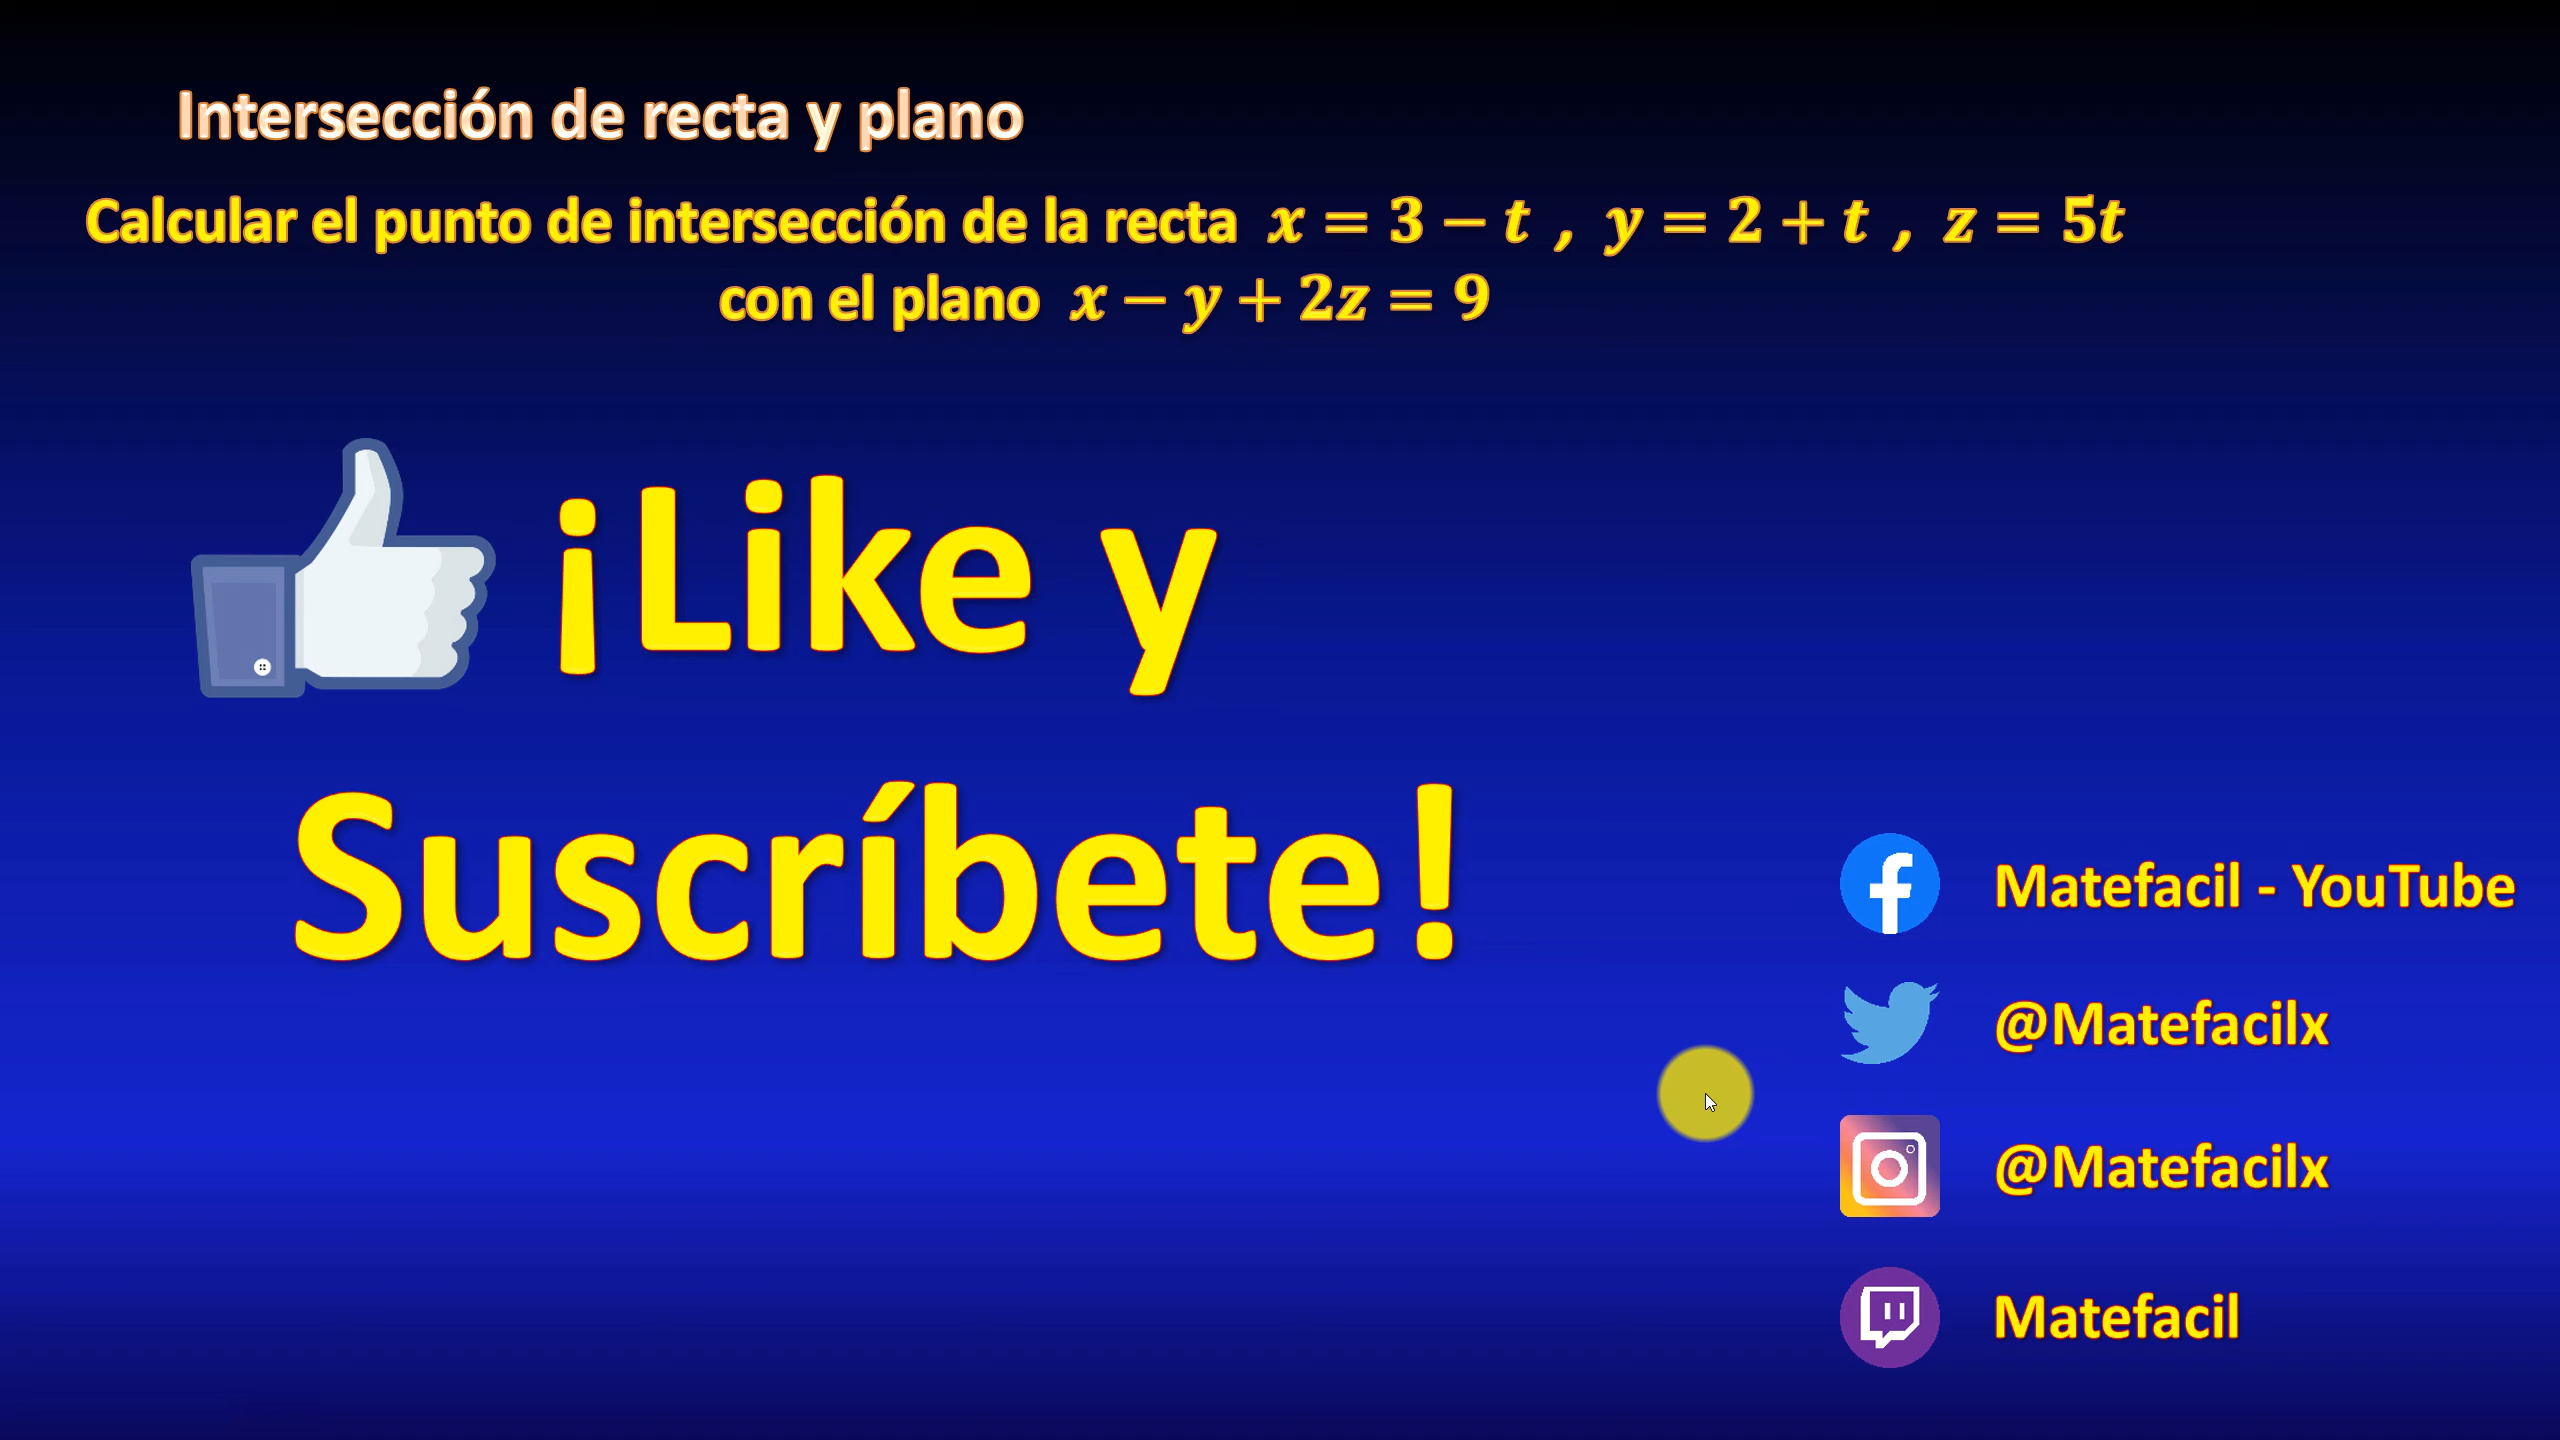 Intersección de recta y plano
Calcular el punto de intersección de la recta x = 3 − t , y = 2 + t , z = 5t
con el plano x − y + 2z = 9
¡Like y
Suscríbete!
Matefacil - YouTube
@Matefacilx
@Matefacilx
Matefacil